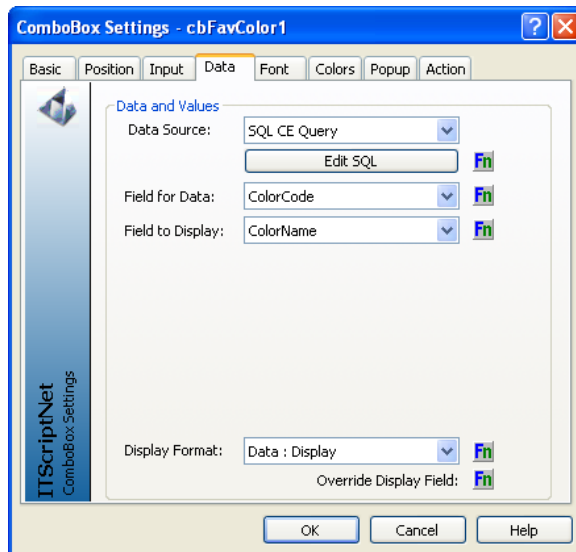 ComboBox Settings - cbFavColor1
Basic Position Input Data Font Colors Popup Action
Data and Values
Data Source: SQL CE Query
Edit SQL Fn
Field for Data: ColorCode Fn
Field to Display: ColorName Fn
Display Format: Data : Display Fn
Override Display Field: Fn
ITScriptNet
ComboBox Settings
OK Cancel Help